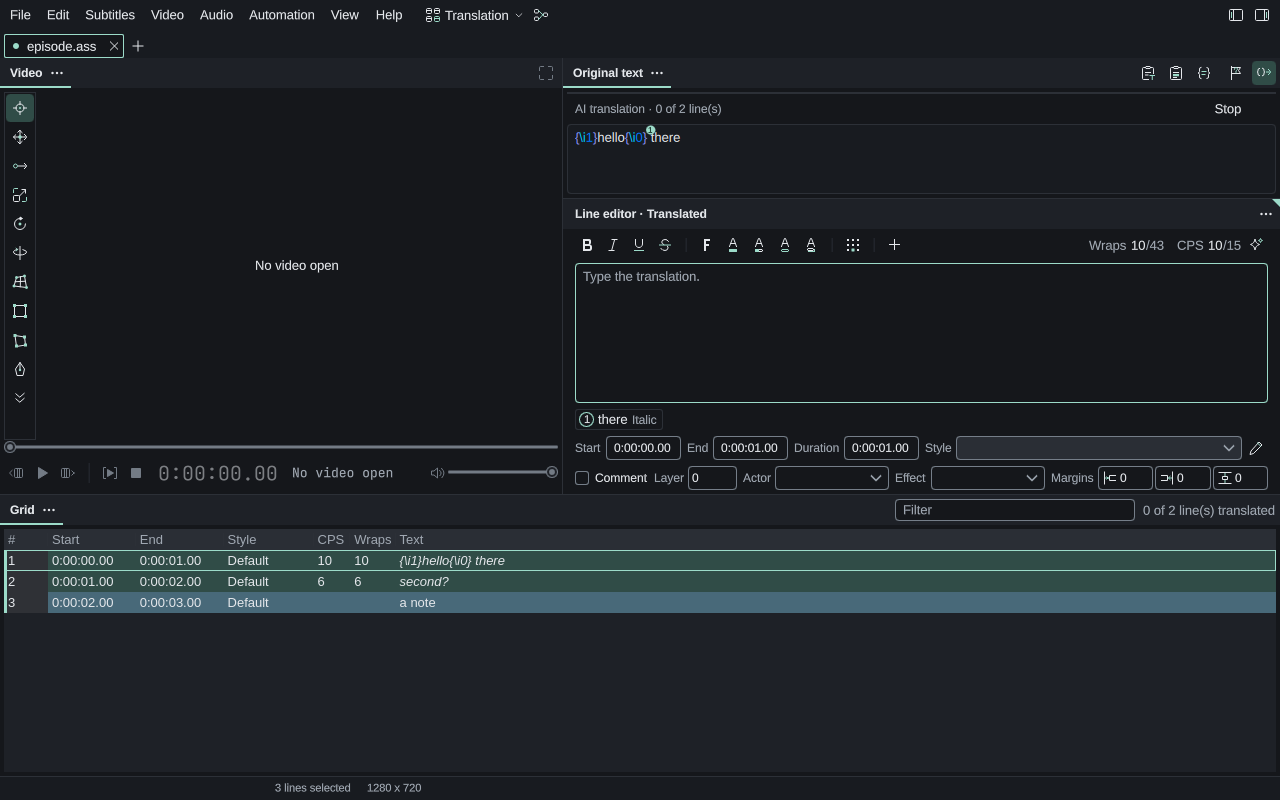 File Edit Subtitles Video Audio Automation View Help Translation
episode.ass
Video
Original text
AI translation · 0 of 2 line(s) Stop
{\i1}hello{\i0} there
1
No video open
Line editor · Translated
B I U S F A A A A Wraps 10/43 CPS 10/15
Type the translation.
1 there Italic
Start 0:00:00.00 End 0:00:01.00 Duration 0:00:01.00 Style
0:00:00.00 No video open
Comment Layer 0 Actor Effect Margins 0 0 0
Grid Filter 0 of 2 line(s) translated
# Start End Style CPS Wraps Text
1 0:00:00.00 0:00:01.00 Default 10 10 {\i1}hello{\i0} there
2 0:00:01.00 0:00:02.00 Default 6 6 second?
3 0:00:02.00 0:00:03.00 Default a note
3 lines selected 1280 x 720